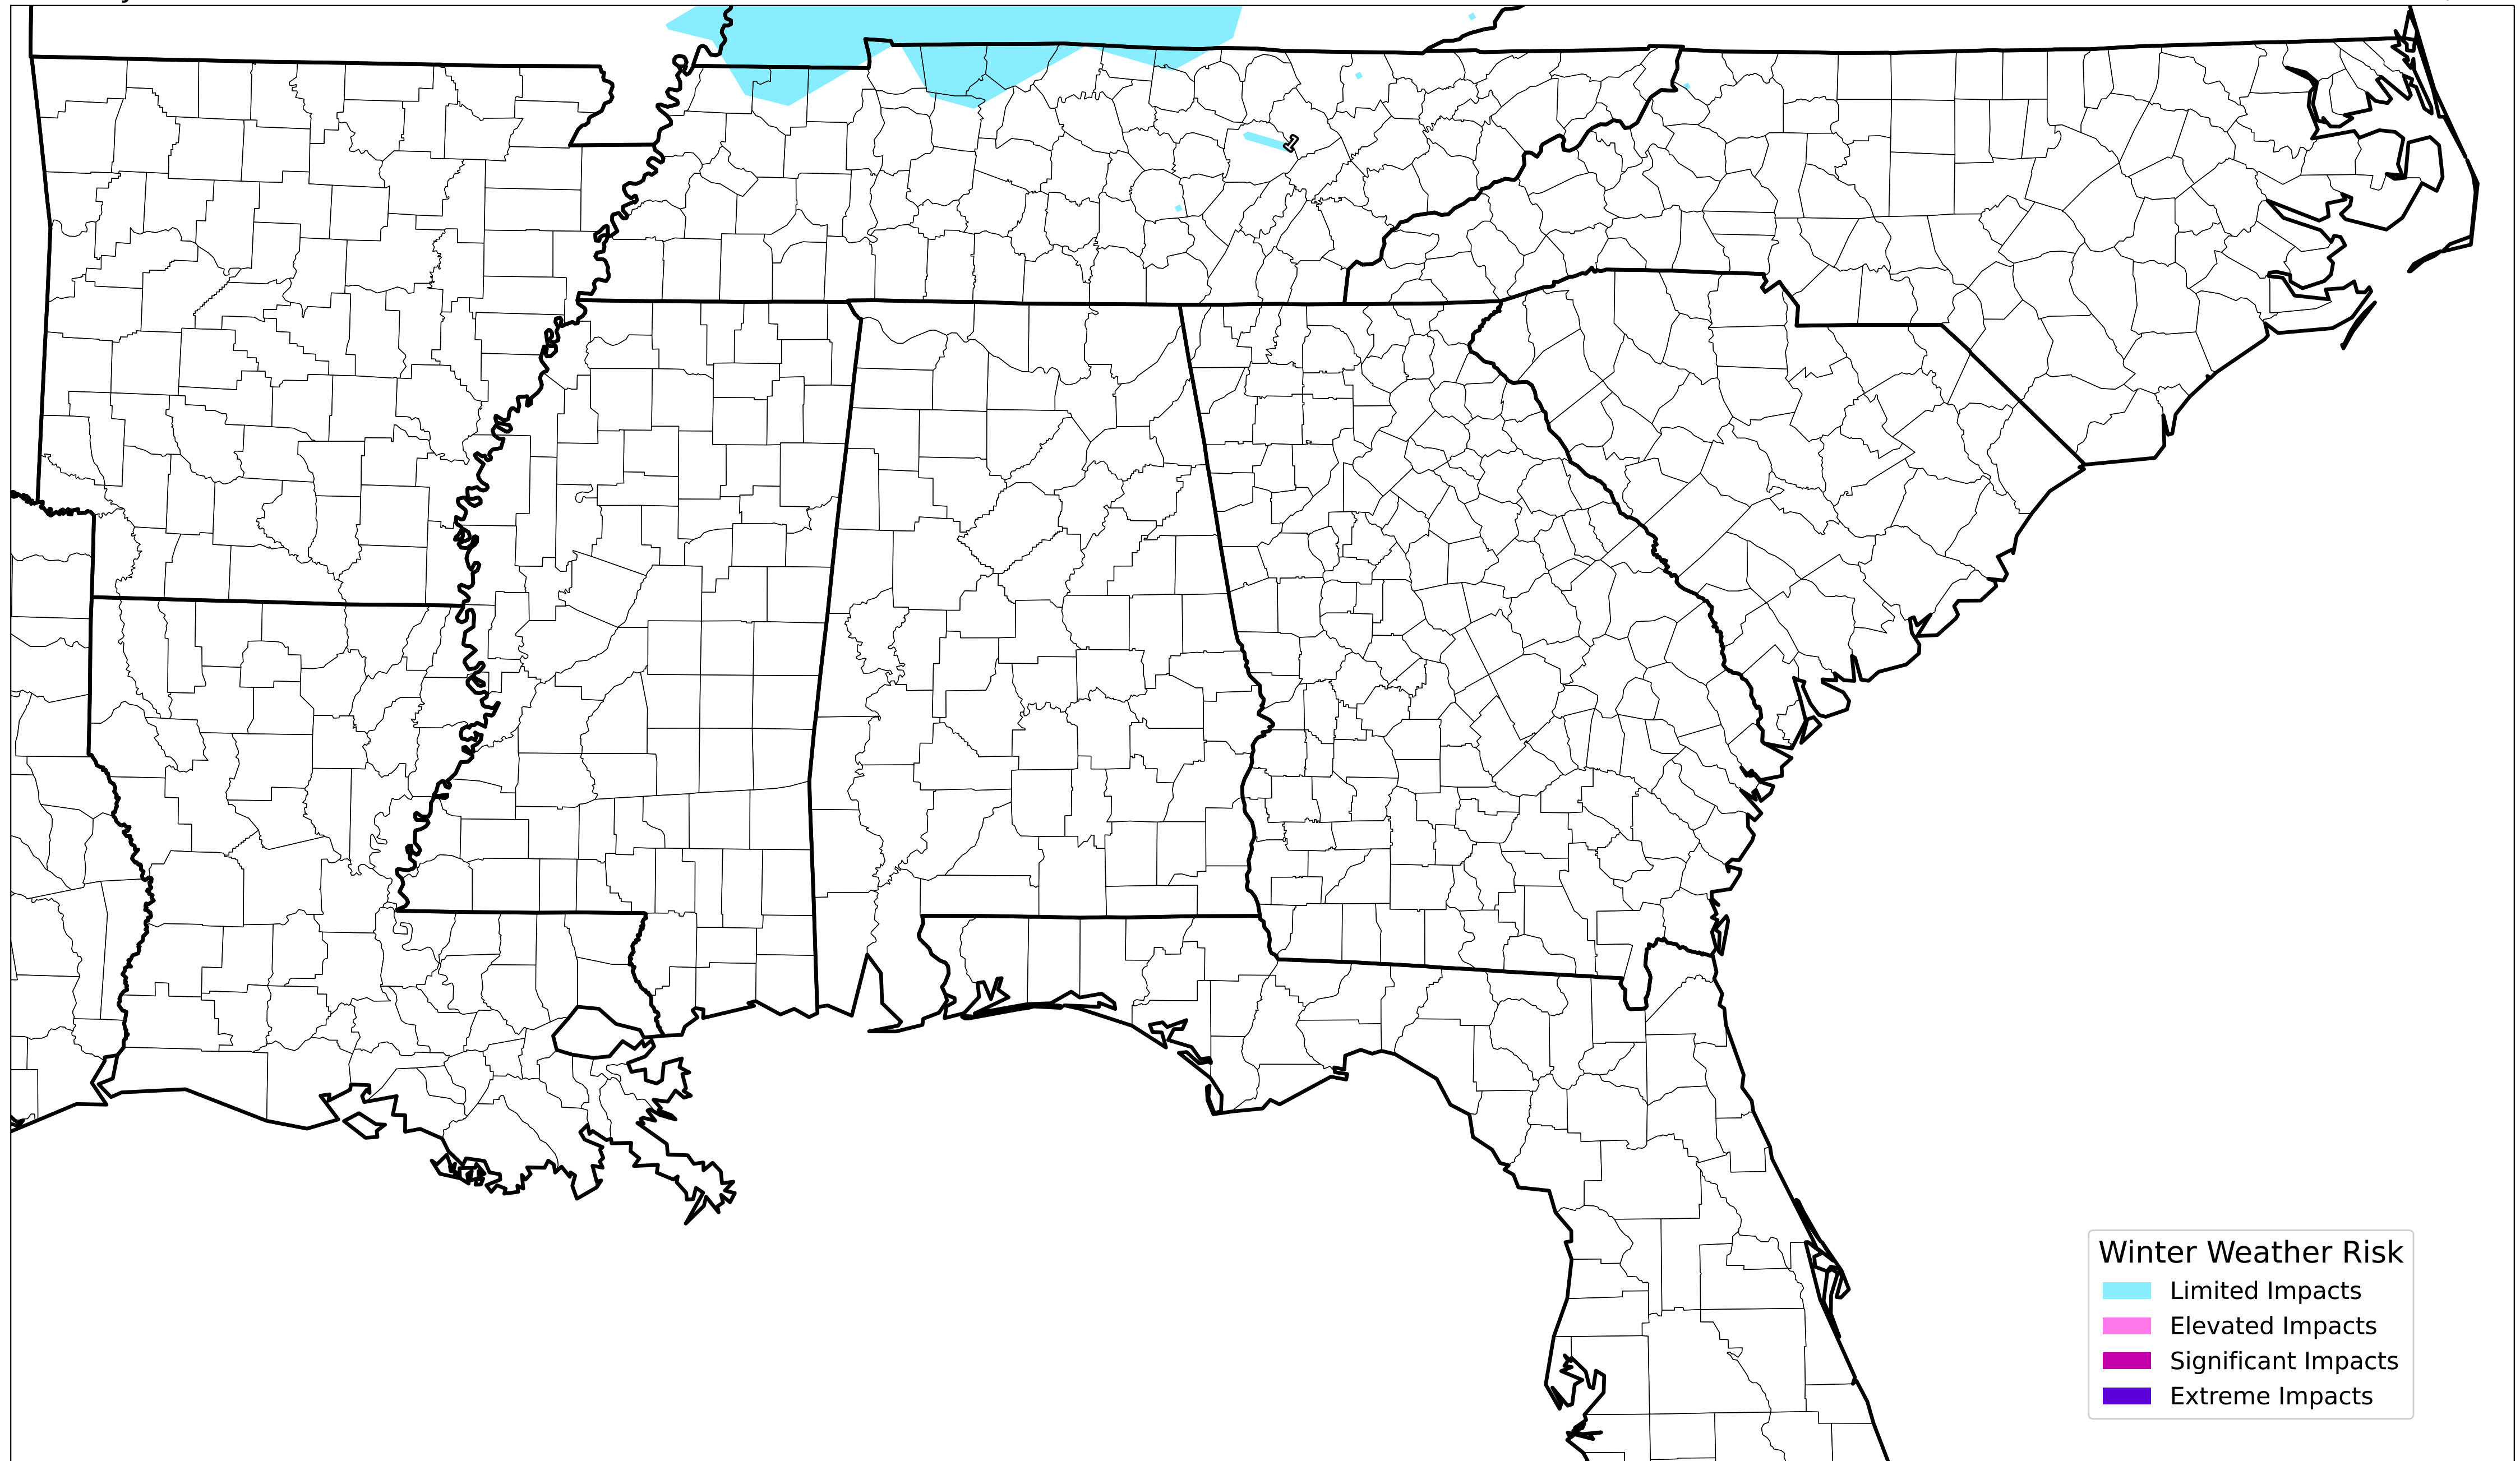 Winter Weather Risk
Limited Impacts
Elevated Impacts
Significant Impacts
Extreme Impacts